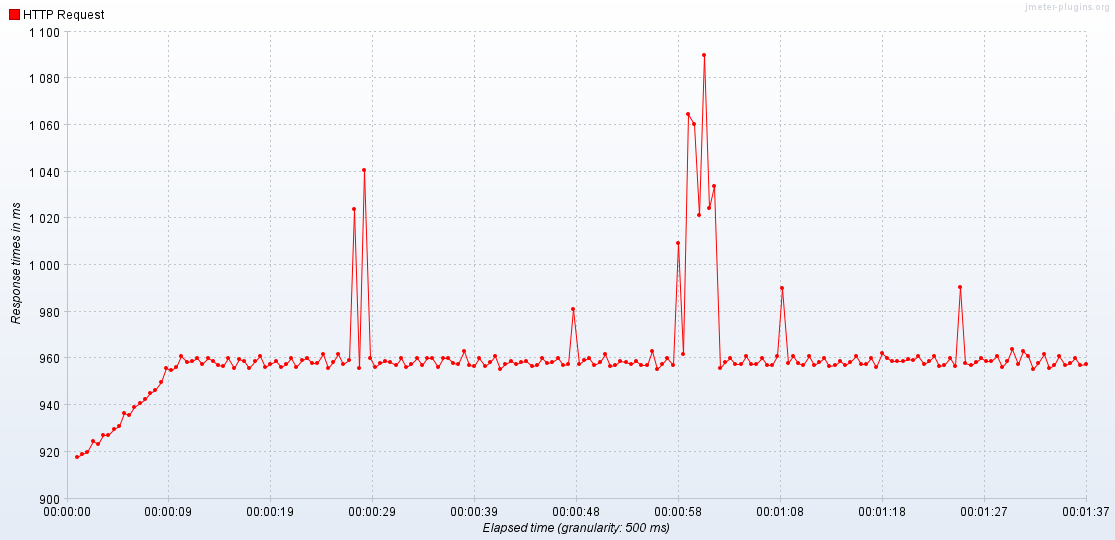 jmeter-plugins.org
HTTP Request
1 100
1 080
1 060
1 040
1 020
1 000
980
960
940
920
900
Response times in ms
00:00:00 00:00:09 00:00:19 00:00:29 00:00:39 00:00:48 00:00:58 00:01:08 00:01:18 00:01:27 00:01:37
Elapsed time (granularity: 500 ms)